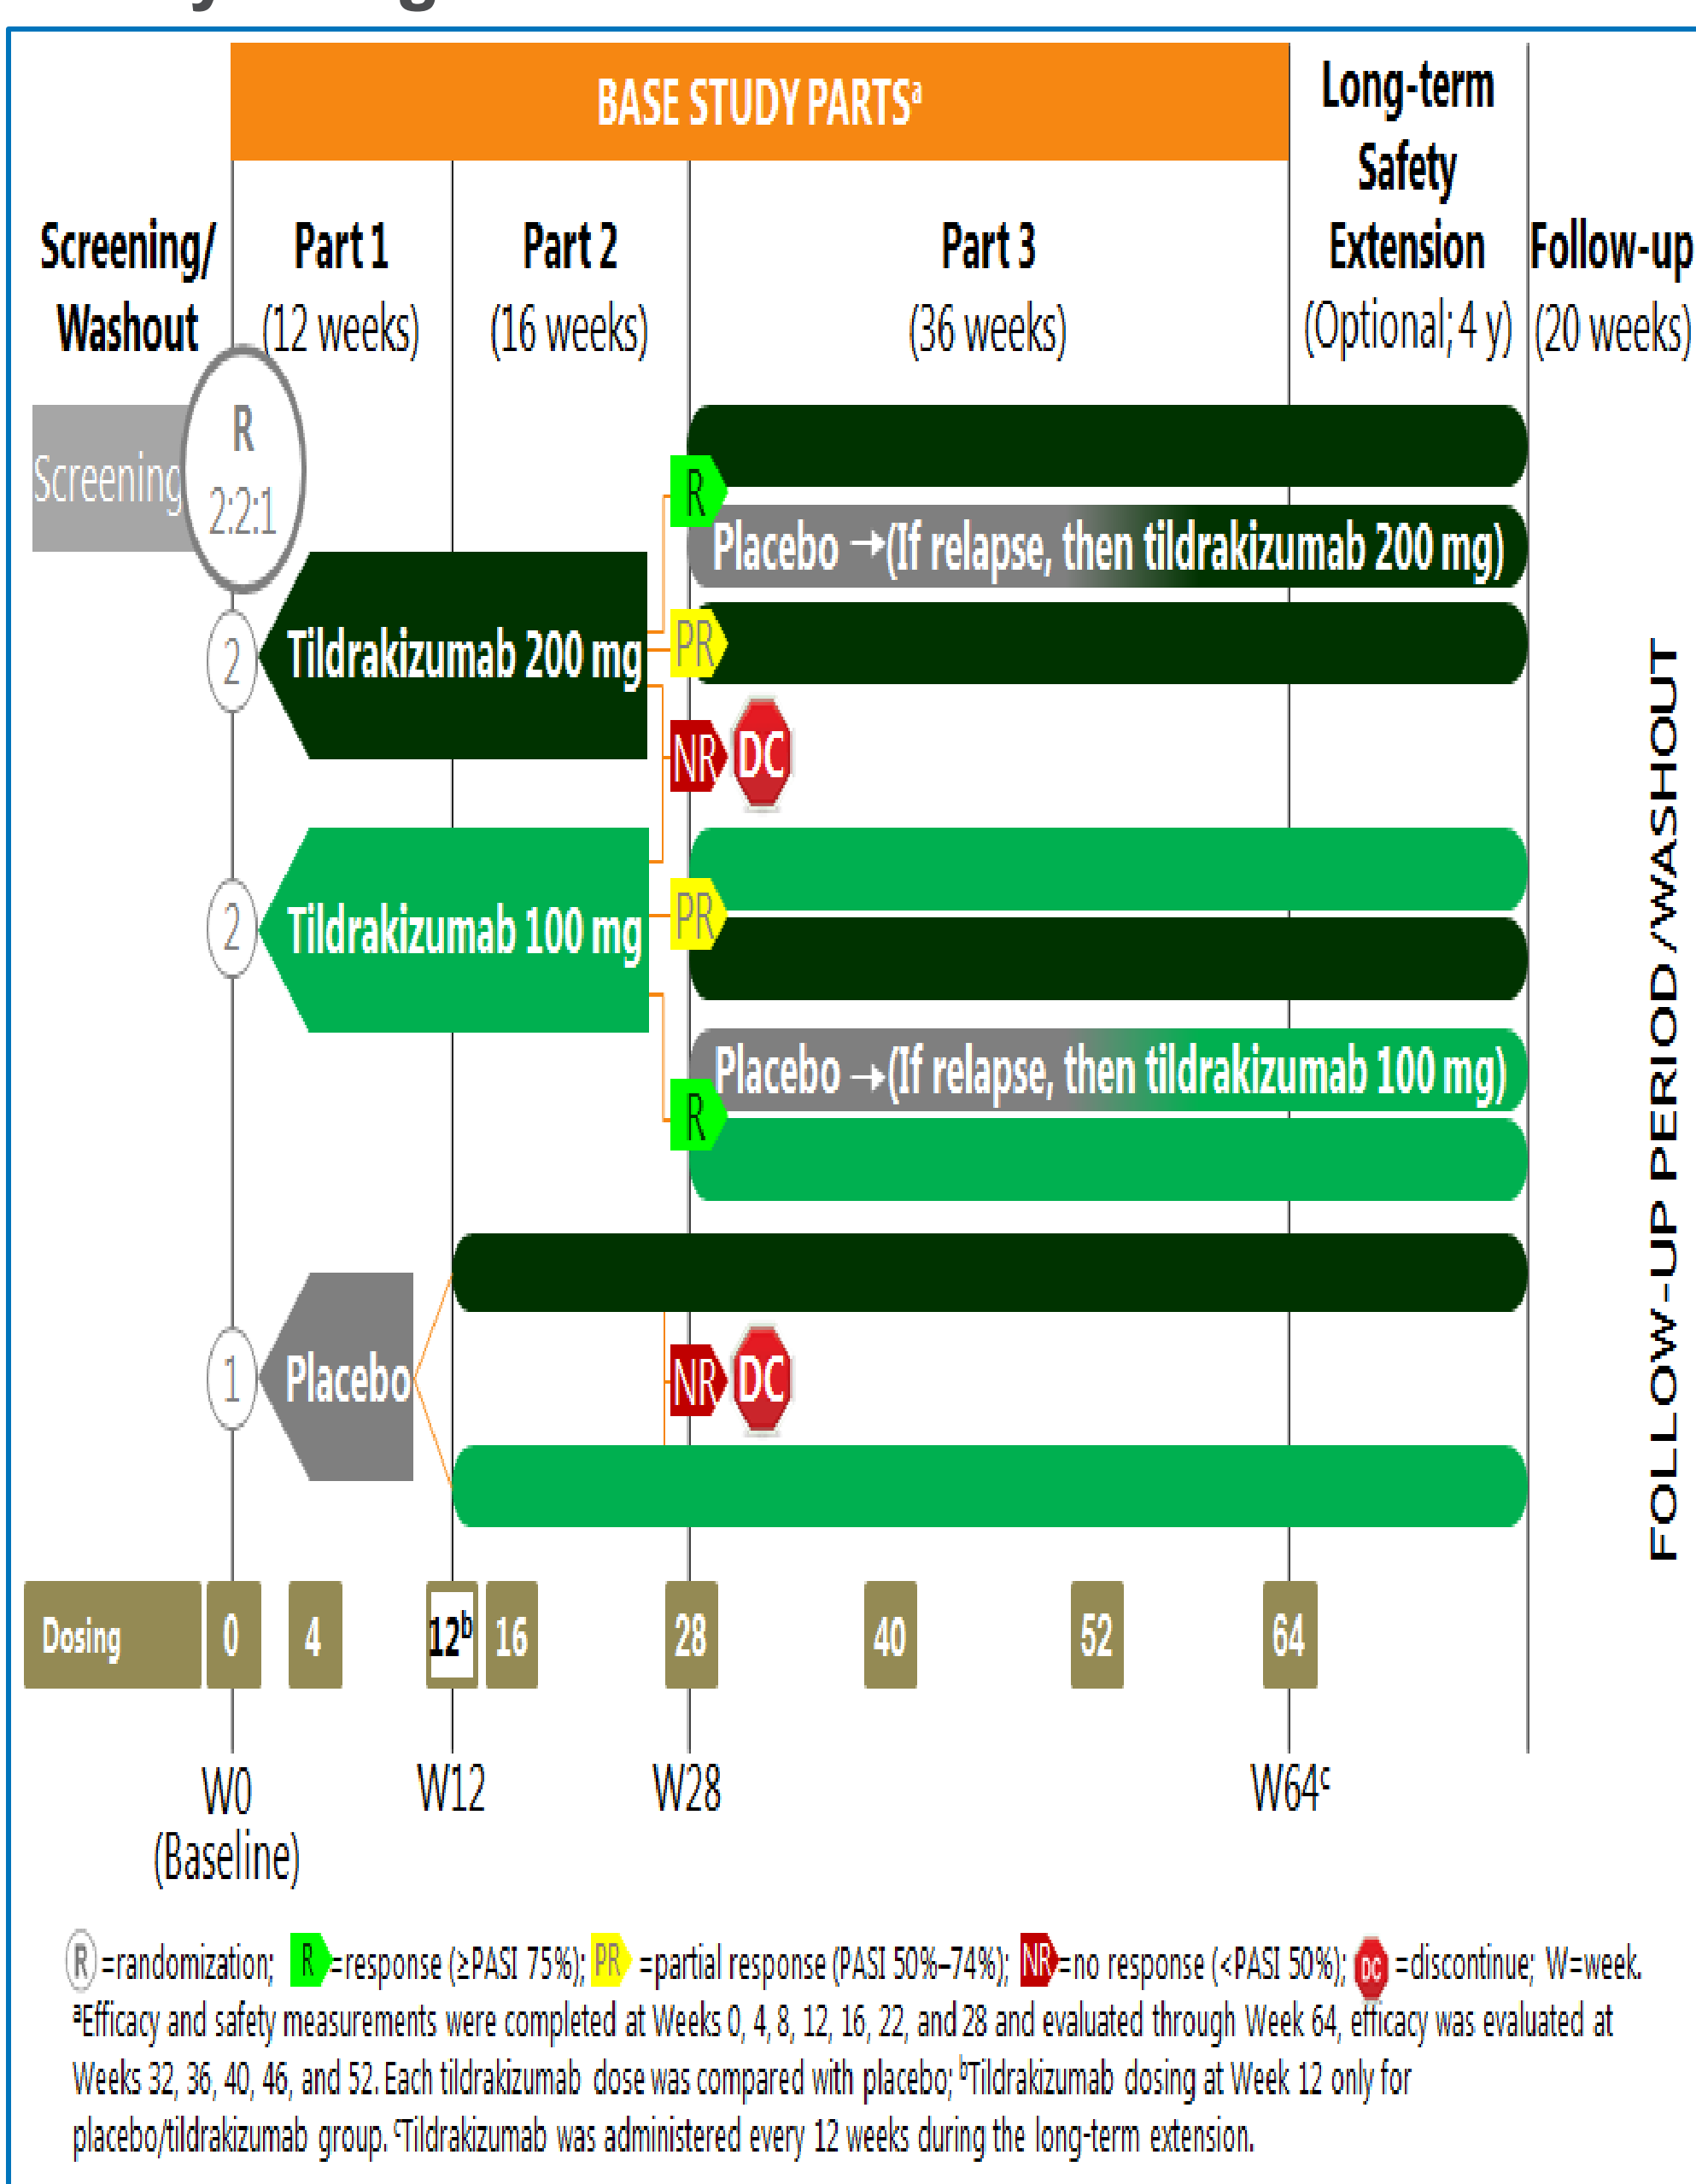 BASE STUDY PARTSᵃ
Long-term
Safety
Extension
(Optional; 4 y)
Screening/
Washout
Part 1
(12 weeks)
Part 2
(16 weeks)
Part 3
(36 weeks)
Follow-up
(20 weeks)
Screening
R
2:2:1
R
Placebo →(If relapse, then tildrakizumab 200 mg)
2
Tildrakizumab 200 mg
PR
NR
DC
2
Tildrakizumab 100 mg
PR
Placebo →(If relapse, then tildrakizumab 100 mg)
R
1
Placebo
NR
DC
FOLLOW-UP PERIOD /WASHOUT
Dosing 0 4 12ᵇ 16 28 40 52 64
W0
(Baseline)
W12
W28
W64ᶜ
R =randomization; R =response (≥PASI 75%); PR =partial response (PASI 50%–74%); NR=no response (<PASI 50%); DC =discontinue; W=week.
ᵃEfficacy and safety measurements were completed at Weeks 0, 4, 8, 12, 16, 22, and 28 and evaluated through Week 64, efficacy was evaluated at
Weeks 32, 36, 40, 46, and 52. Each tildrakizumab dose was compared with placebo; ᵇTildrakizumab dosing at Week 12 only for
placebo/tildrakizumab group. ᶜTildrakizumab was administered every 12 weeks during the long-term extension.